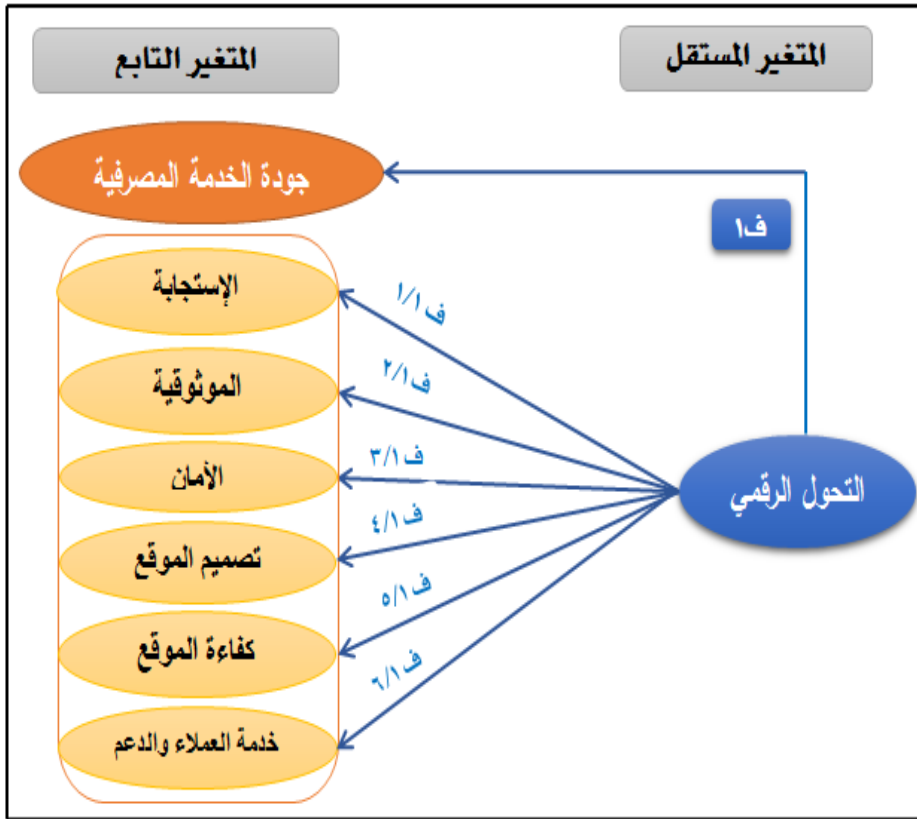 المتغير المستقل
المتغير التابع
جودة الخدمة المصرفية
ف١
الإستجابة
ف ١/١
الموثوقية
ف ٢/١
الأمان
ف ٣/١
التحول الرقمي
تصميم الموقع
ف ٤/١
كفاءة الموقع
ف ٥/١
خدمة العملاء والدعم
ف ٦/١